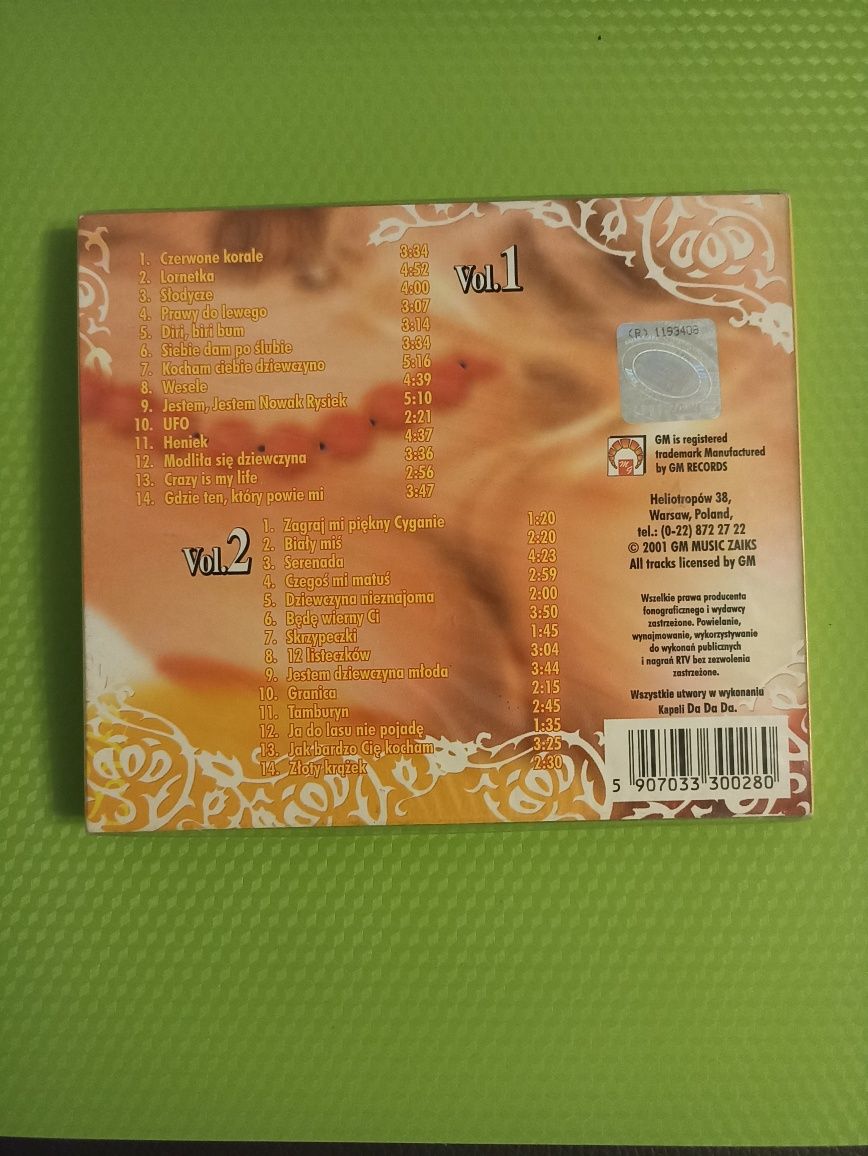 1. Czerwone korale 3:34
2. Lornetka 4:52
3. Słodycze 4:00
4. Prawy do lewego 3:07
5. Diri, biri bum 3:14
6. Siebie dam po ślubie 3:34
7. Kocham ciebie dziewczyno 5:16
8. Wesele 4:39
9. Jestem, Jestem Nowak Rysiek 5:10
10. UFO 2:21
11. Heniek 4:37
12. Modliła się dziewczyna 3:36
13. Crazy is my life 2:56
14. Gdzie ten, który powie mi 3:47
Vol.1
Vol.2
1. Zagraj mi piękny Cyganie 1:20
2. Biały miś 2:20
3. Serenada 4:23
4. Czegoś mi matuś 2:59
5. Dziewczyna nieznajoma 2:00
6. Będę wierny Ci 3:50
7. Skrzypeczki 1:45
8. 12 listeczków 3:04
9. Jestem dziewczyna młoda 3:44
10. Granica 2:15
11. Tamburyn 2:45
12. Ja do lasu nie pojadę 1:35
13. Jak bardzo Cię kocham 3:25
14. Złoty krążek 2:30
(R) 1193408
GM is registered
trademark Manufactured
by GM RECORDS
Heliotropów 38,
Warsaw, Poland,
tel.: (0-22) 872 27 22
© 2001 GM MUSIC ZAIKS
All tracks licensed by GM
Wszelkie prawa producenta
fonograficznego i wydawcy
zastrzeżone. Powielanie,
wynajmowanie, wykorzystywanie
do wykonań publicznych
i nagrań RTV bez zezwolenia
zastrzeżone.
Wszystkie utwory w wykonaniu
Kapeli Da Da Da.
5 907033 300280